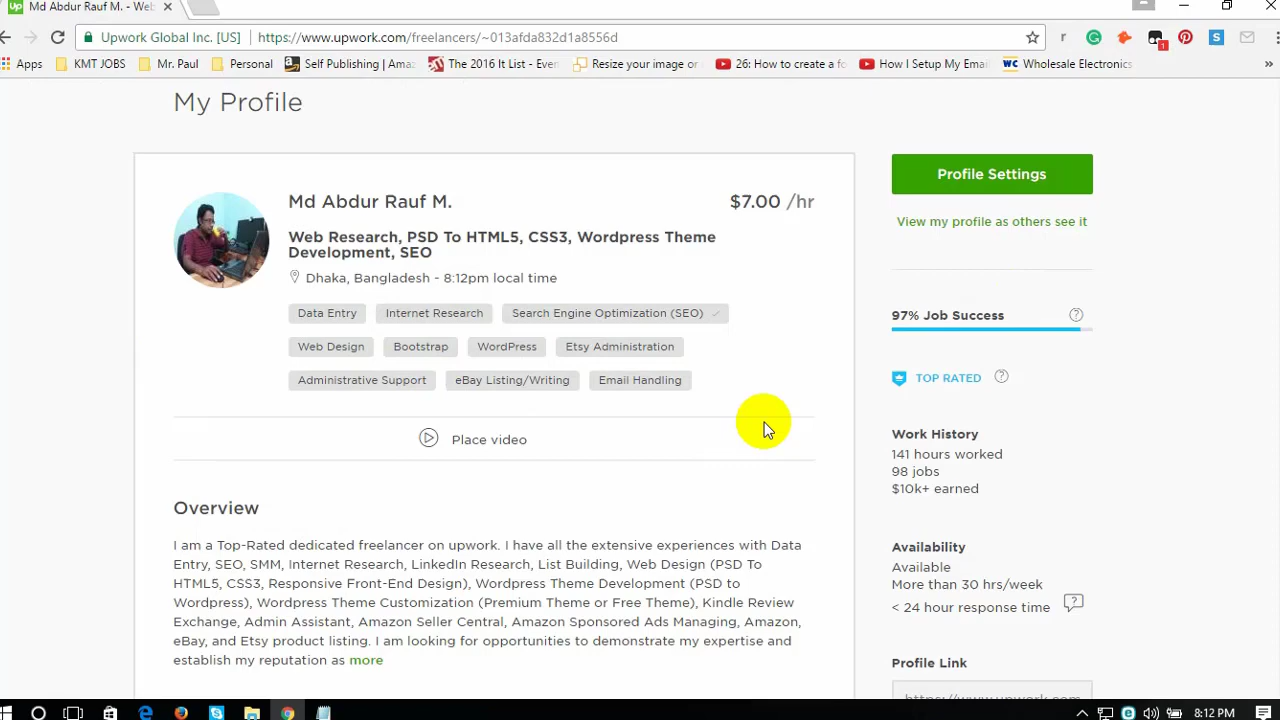 Up Md Abdur Rauf M. - Web
Upwork Global Inc. [US] https://www.upwork.com/freelancers/~013afda832d1a8556d
Apps KMT JOBS Mr. Paul Personal Self Publishing | Ama The 2016 It List - Even Resize your image or 26: How to create a fo How I Setup My Email WC Wholesale Electronics »
My Profile
Md Abdur Rauf M. $7.00 /hr
Web Research, PSD To HTML5, CSS3, Wordpress Theme
Development, SEO
Dhaka, Bangladesh - 8:12pm local time
Data Entry Internet Research Search Engine Optimization (SEO)
Web Design Bootstrap WordPress Etsy Administration
Administrative Support eBay Listing/Writing Email Handling
Place video
Overview
I am a Top-Rated dedicated freelancer on upwork. I have all the extensive experiences with Data
Entry, SEO, SMM, Internet Research, LinkedIn Research, List Building, Web Design (PSD To
HTML5, CSS3, Responsive Front-End Design), Wordpress Theme Development (PSD to
Wordpress), Wordpress Theme Customization (Premium Theme or Free Theme), Kindle Review
Exchange, Admin Assistant, Amazon Seller Central, Amazon Sponsored Ads Managing, Amazon,
eBay, and Etsy product listing. I am looking for opportunities to demonstrate my expertise and
establish my reputation as more
Profile Settings
View my profile as others see it
97% Job Success
TOP RATED
Work History
141 hours worked
98 jobs
$10k+ earned
Availability
Available
More than 30 hrs/week
< 24 hour response time
Profile Link
https://www.upwork.com
8:12 PM